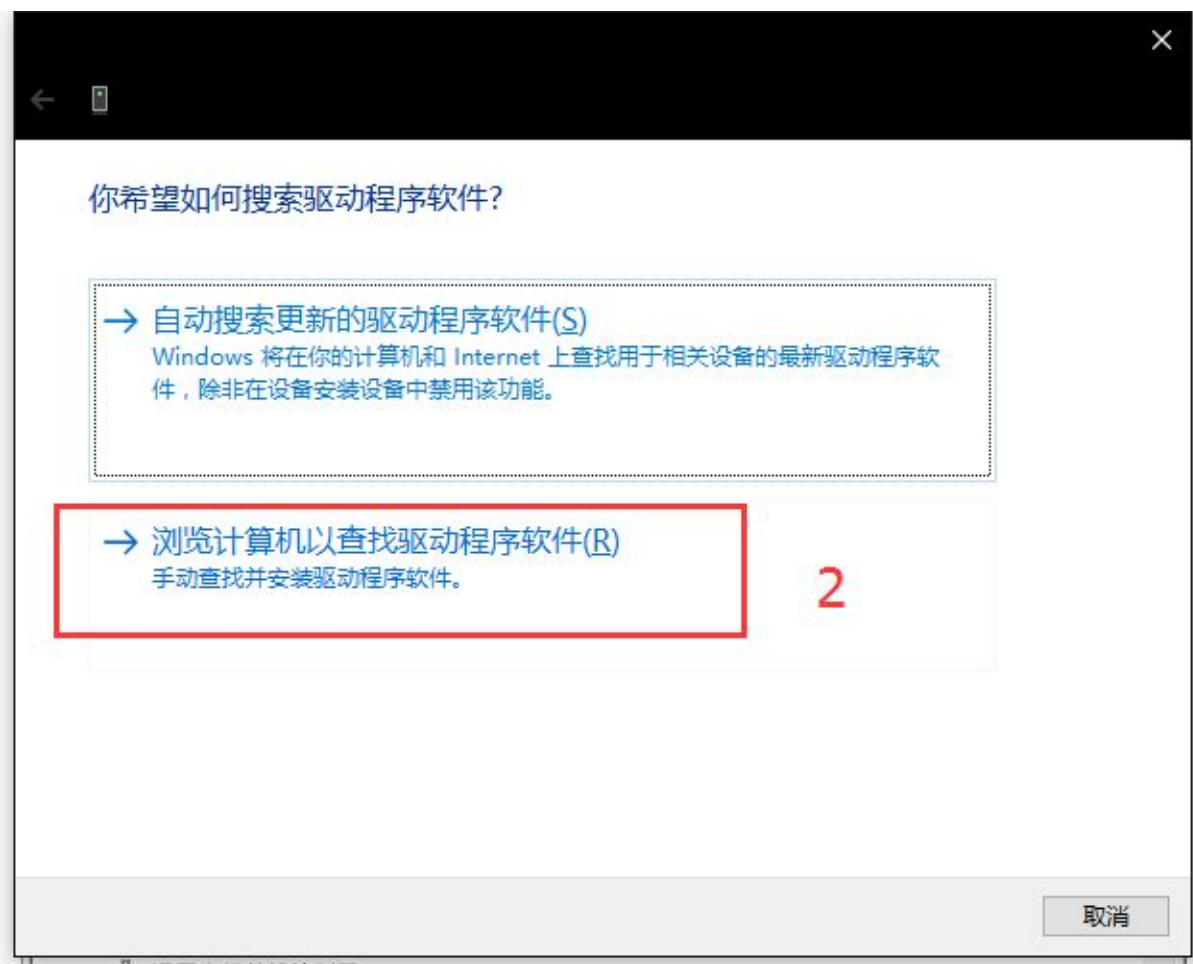 你希望如何搜索驱动程序软件?
→ 自动搜索更新的驱动程序软件(S)
Windows 将在你的计算机和 Internet 上查找用于相关设备的最新驱动程序软
件，除非在设备安装设备中禁用该功能。
→ 浏览计算机以查找驱动程序软件(R)
手动查找并安装驱动程序软件。
2
取消